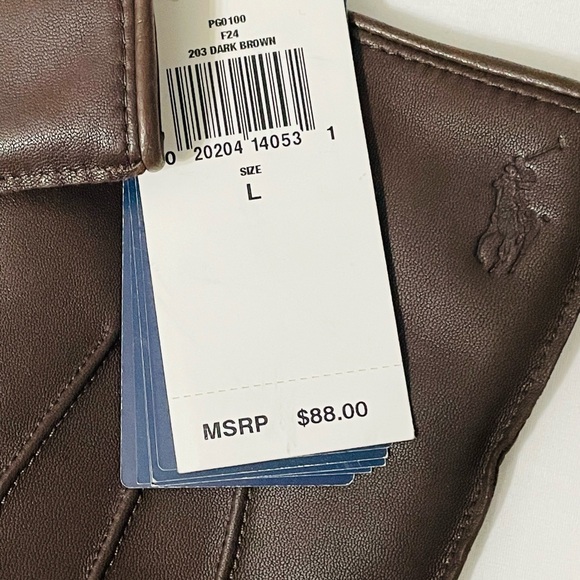 PG0100
F24
203 DARK BROWN
0 20204 14053 1
SIZE
L
MSRP $88.00